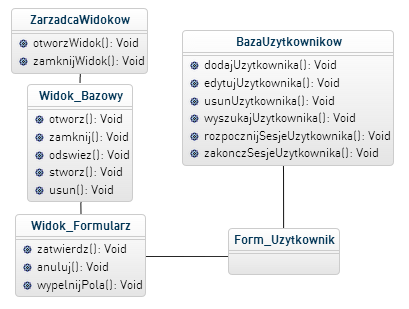 ZarzadcaWidokow
otworzWidok(): Void
zamknijWidok(): Void
Widok_Bazowy
otworz(): Void
zamknij(): Void
odswiez(): Void
stworz(): Void
usun(): Void
Widok_Formularz
zatwierdz(): Void
anuluj(): Void
wypelnijPola(): Void
BazaUzytkownikow
dodajUzytkownika(): Void
edytujUzytkownika(): Void
usunUzytkownika(): Void
wyszukajUzytkownika(): Void
rozpocznijSesjeUzytkownika(): Void
zakonczSesjeUzytkownika(): Void
Form_Uzytkownik